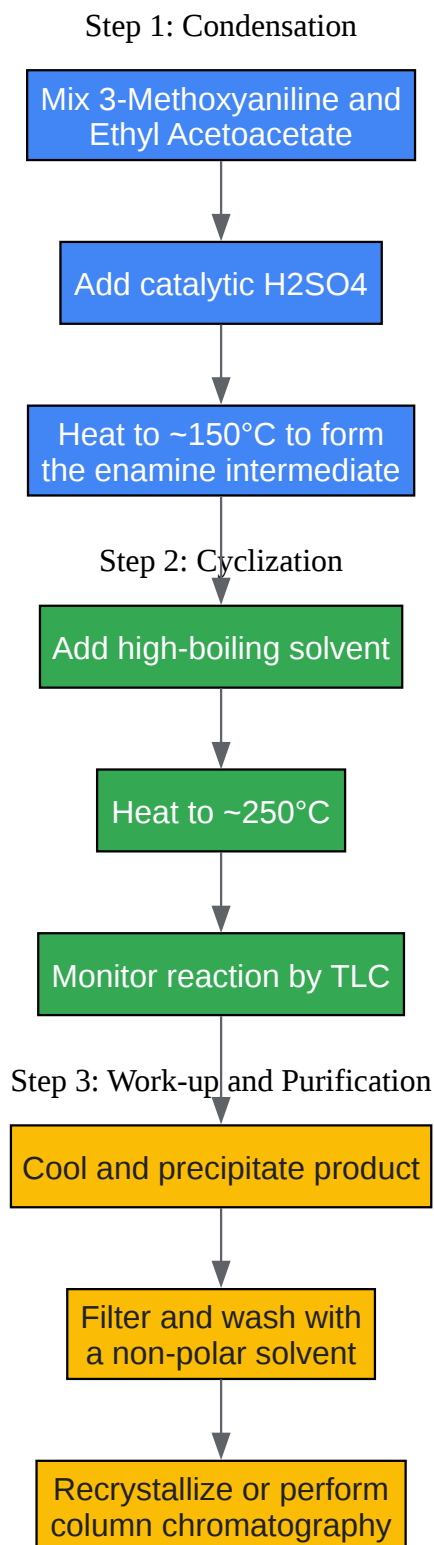 Step 1: Condensation
Mix 3-Methoxyaniline and
Ethyl Acetoacetate
Add catalytic H2SO4
Heat to ~150°C to form
the enamine intermediate
Step 2: Cyclization
Add high-boiling solvent
Heat to ~250°C
Monitor reaction by TLC
Step 3: Work-up and Purification
Cool and precipitate product
Filter and wash with
a non-polar solvent
Recrystallize or perform
column chromatography